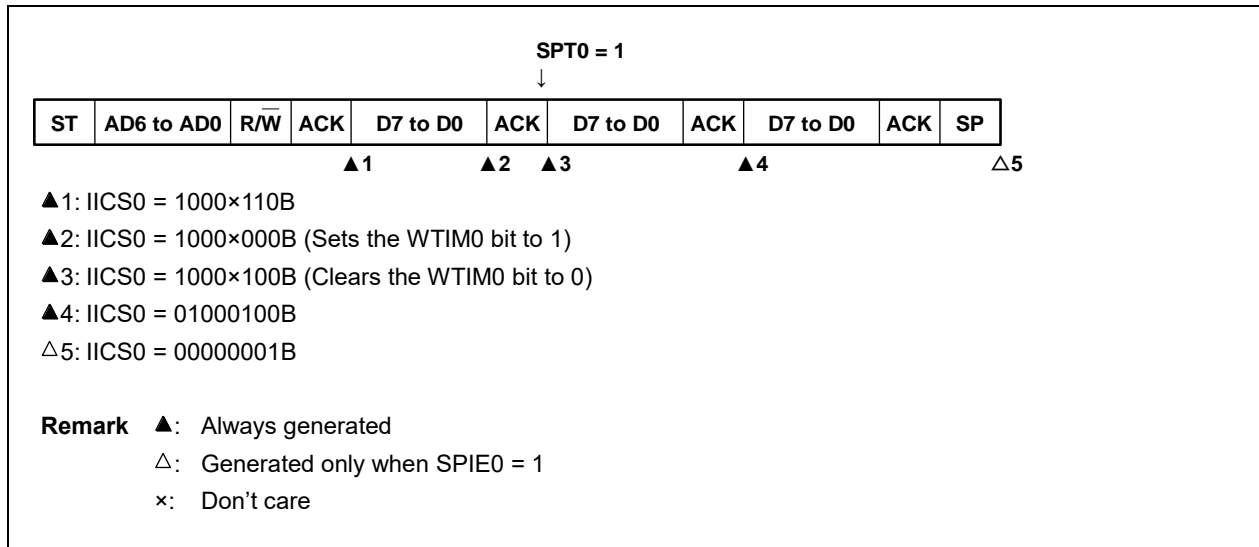 SPT0 = 1
↓
ST AD6 to AD0 R/W̅ ACK D7 to D0 ACK D7 to D0 ACK D7 to D0 ACK SP
▲1 ▲2 ▲3 ▲4 △5
▲1: IICS0 = 1000×110B
▲2: IICS0 = 1000×000B (Sets the WTIM0 bit to 1)
▲3: IICS0 = 1000×100B (Clears the WTIM0 bit to 0)
▲4: IICS0 = 01000100B
△5: IICS0 = 00000001B
Remark ▲: Always generated
△: Generated only when SPIE0 = 1
×: Don't care